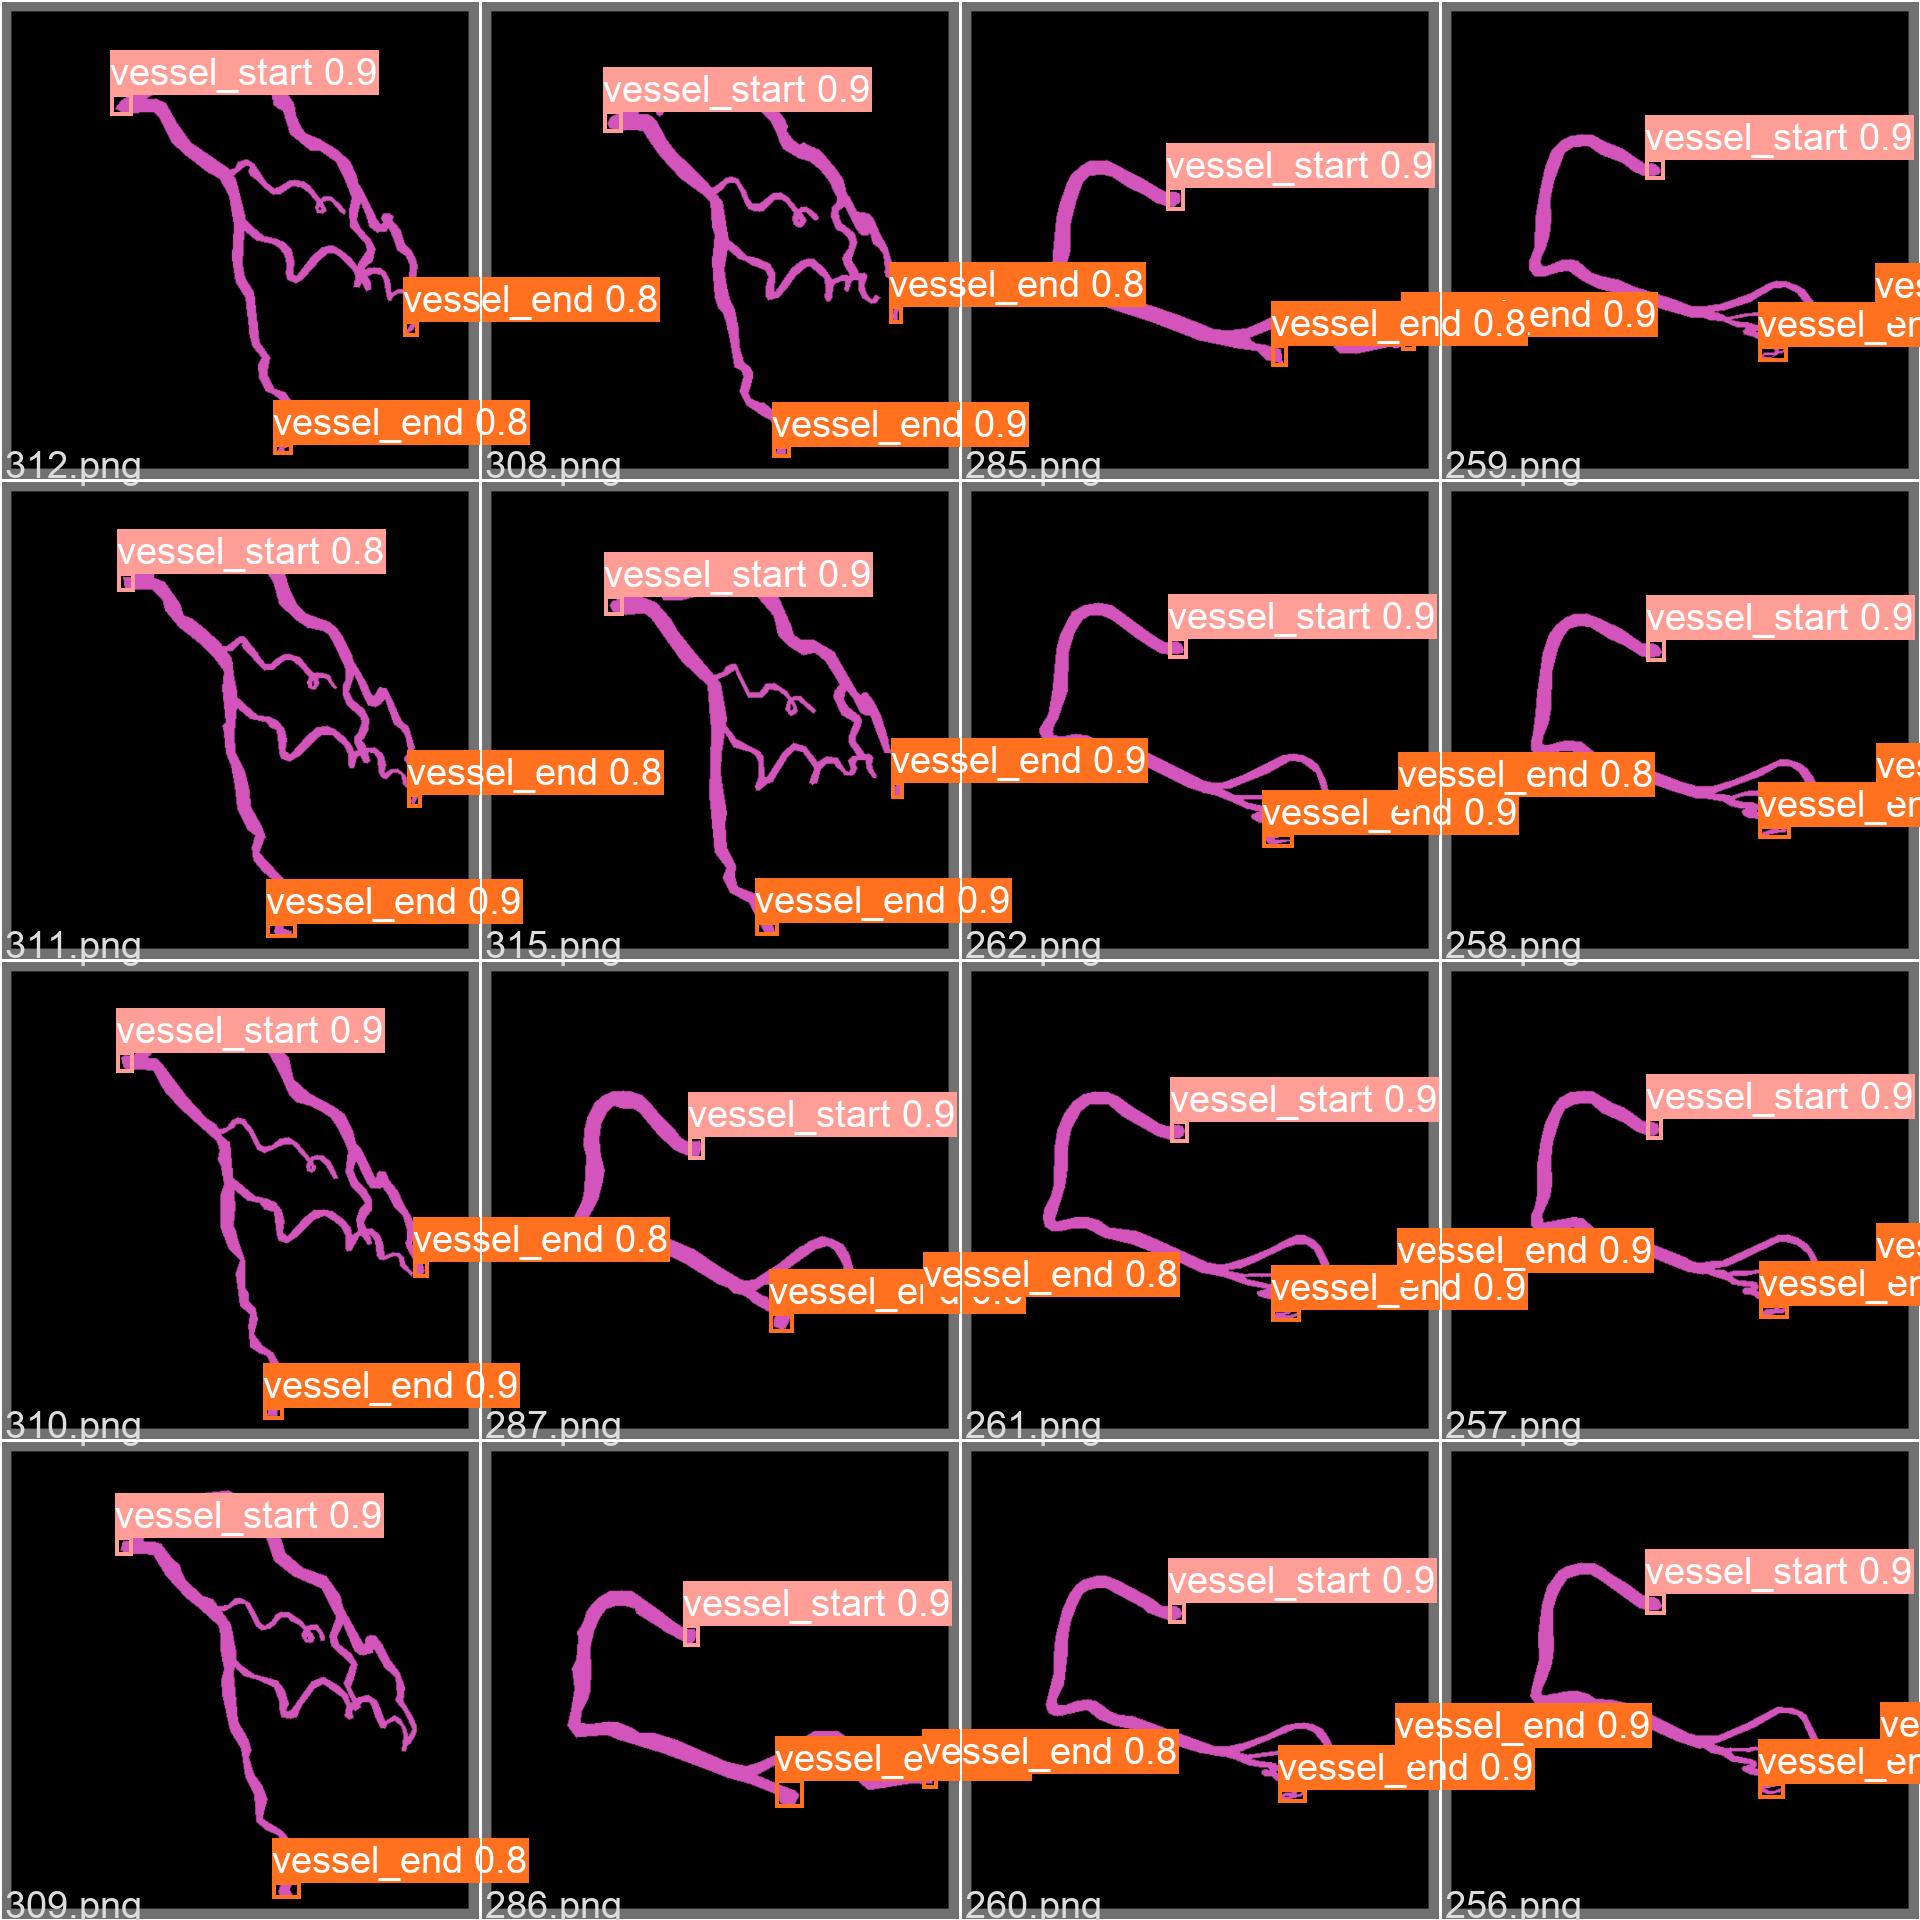 vessel_start 0.9
vessel_end 0.8
vessel_end 0.8
312.png
vessel_start 0.9
vessel_end 0.8
vessel_end 0.9
308.png
vessel_start 0.9
vessel_end 0.8
end 0.9
285.png
vessel_start 0.9
ves
vessel_en
259.png
vessel_start 0.8
vessel_end 0.8
vessel_end 0.9
311.png
vessel_start 0.9
vessel_end 0.9
vessel_end 0.9
315.png
vessel_start 0.9
vessel_end 0.8
vessel_end 0.9
262.png
vessel_start 0.9
ves
vessel_en
258.png
vessel_start 0.9
vessel_end 0.8
vessel_end 0.9
310.png
vessel_start 0.9
vessel_end 0.8
vessel_e
287.png
vessel_start 0.9
vessel_end 0.9
vessel_end 0.9
261.png
vessel_start 0.9
ves
vessel_en
257.png
vessel_start 0.9
vessel_end 0.8
309.png
vessel_start 0.9
vessel_e
vessel_end 0.8
286.png
vessel_start 0.9
vessel_end 0.9
vessel_end 0.9
260.png
vessel_start 0.9
ve
vessel_en
256.png